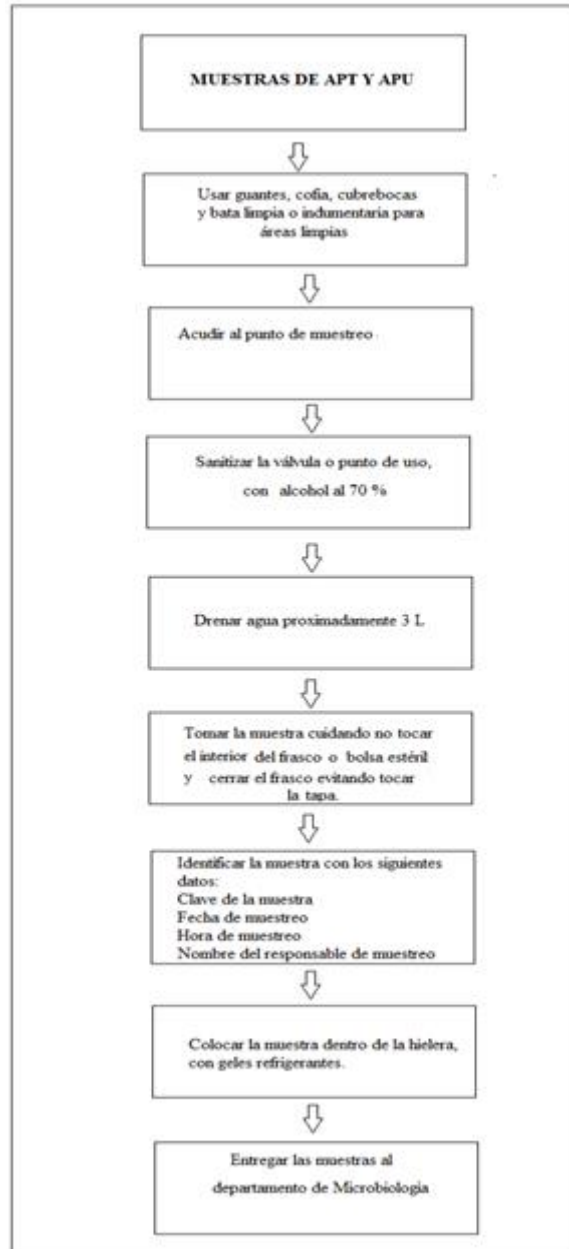 MUESTRAS DE APT Y APU
Usar guantes, cofia, cubrebocas
y bata limpia o indumentaria para
áreas limpias
Acudir al punto de muestreo
Sanitizar la válvula o punto de uso,
con alcohol al 70 %
Drenar agua proximadamente 3 L
Tomar la muestra cuidando no tocar
el interior del frasco o bolsa estéril
y cerrar el frasco evitando tocar
la tapa.
Identificar la muestra con los siguientes
datos:
Clave de la muestra
Fecha de muestreo
Hora de muestreo
Nombre del responsable de muestreo
Colocar la muestra dentro de la hielera,
con geles refrigerantes.
Entregar las muestras al
departamento de Microbiología